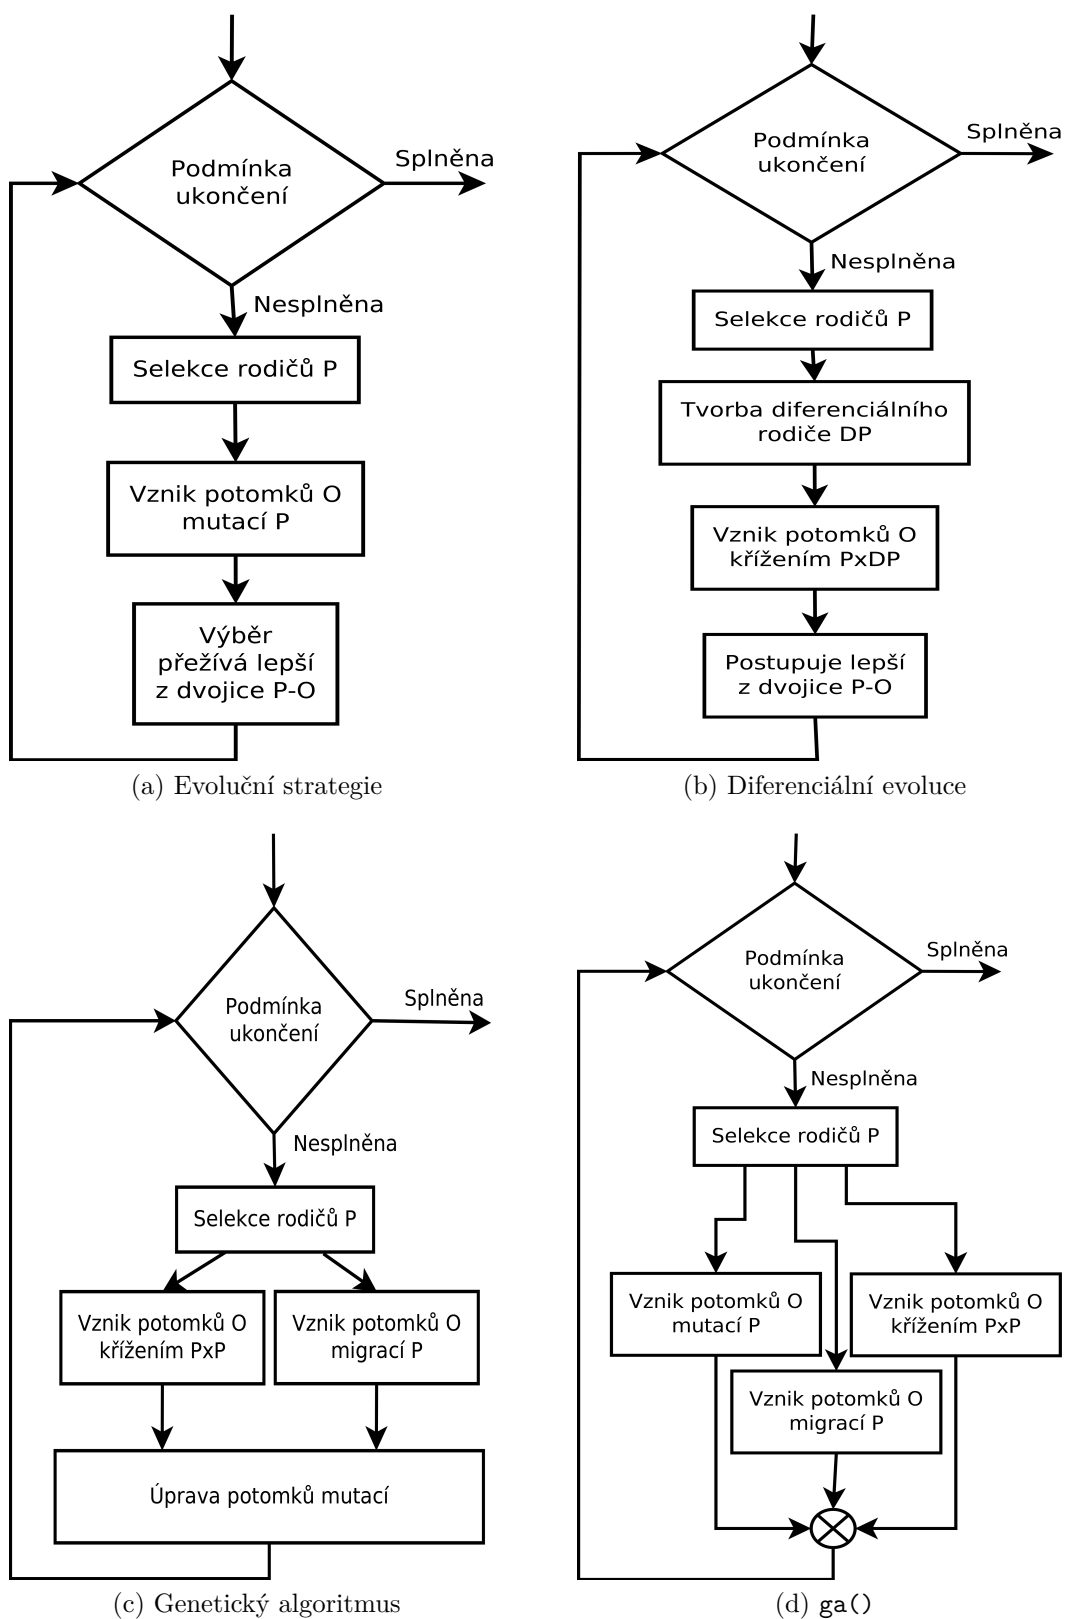 Podmínka
ukončení
Splněna
Nesplněna
Selekce rodičů P
Vznik potomků O
mutací P
Výběr
přežívá lepší
z dvojice P-O
(a) Evoluční strategie
Podmínka
ukončení
Splněna
Nesplněna
Selekce rodičů P
Tvorba diferenciálního
rodiče DP
Vznik potomků O
křížením PxDP
Postupuje lepší
z dvojice P-O
(b) Diferenciální evoluce
Podmínka
ukončení
Splněna
Nesplněna
Selekce rodičů P
Vznik potomků O
křížením PxP
Vznik potomků O
migrací P
Úprava potomků mutací
(c) Genetický algoritmus
Podmínka
ukončení
Splněna
Nesplněna
Selekce rodičů P
Vznik potomků O
mutací P
Vznik potomků O
křížením PxP
Vznik potomků O
migrací P
(d) ga()